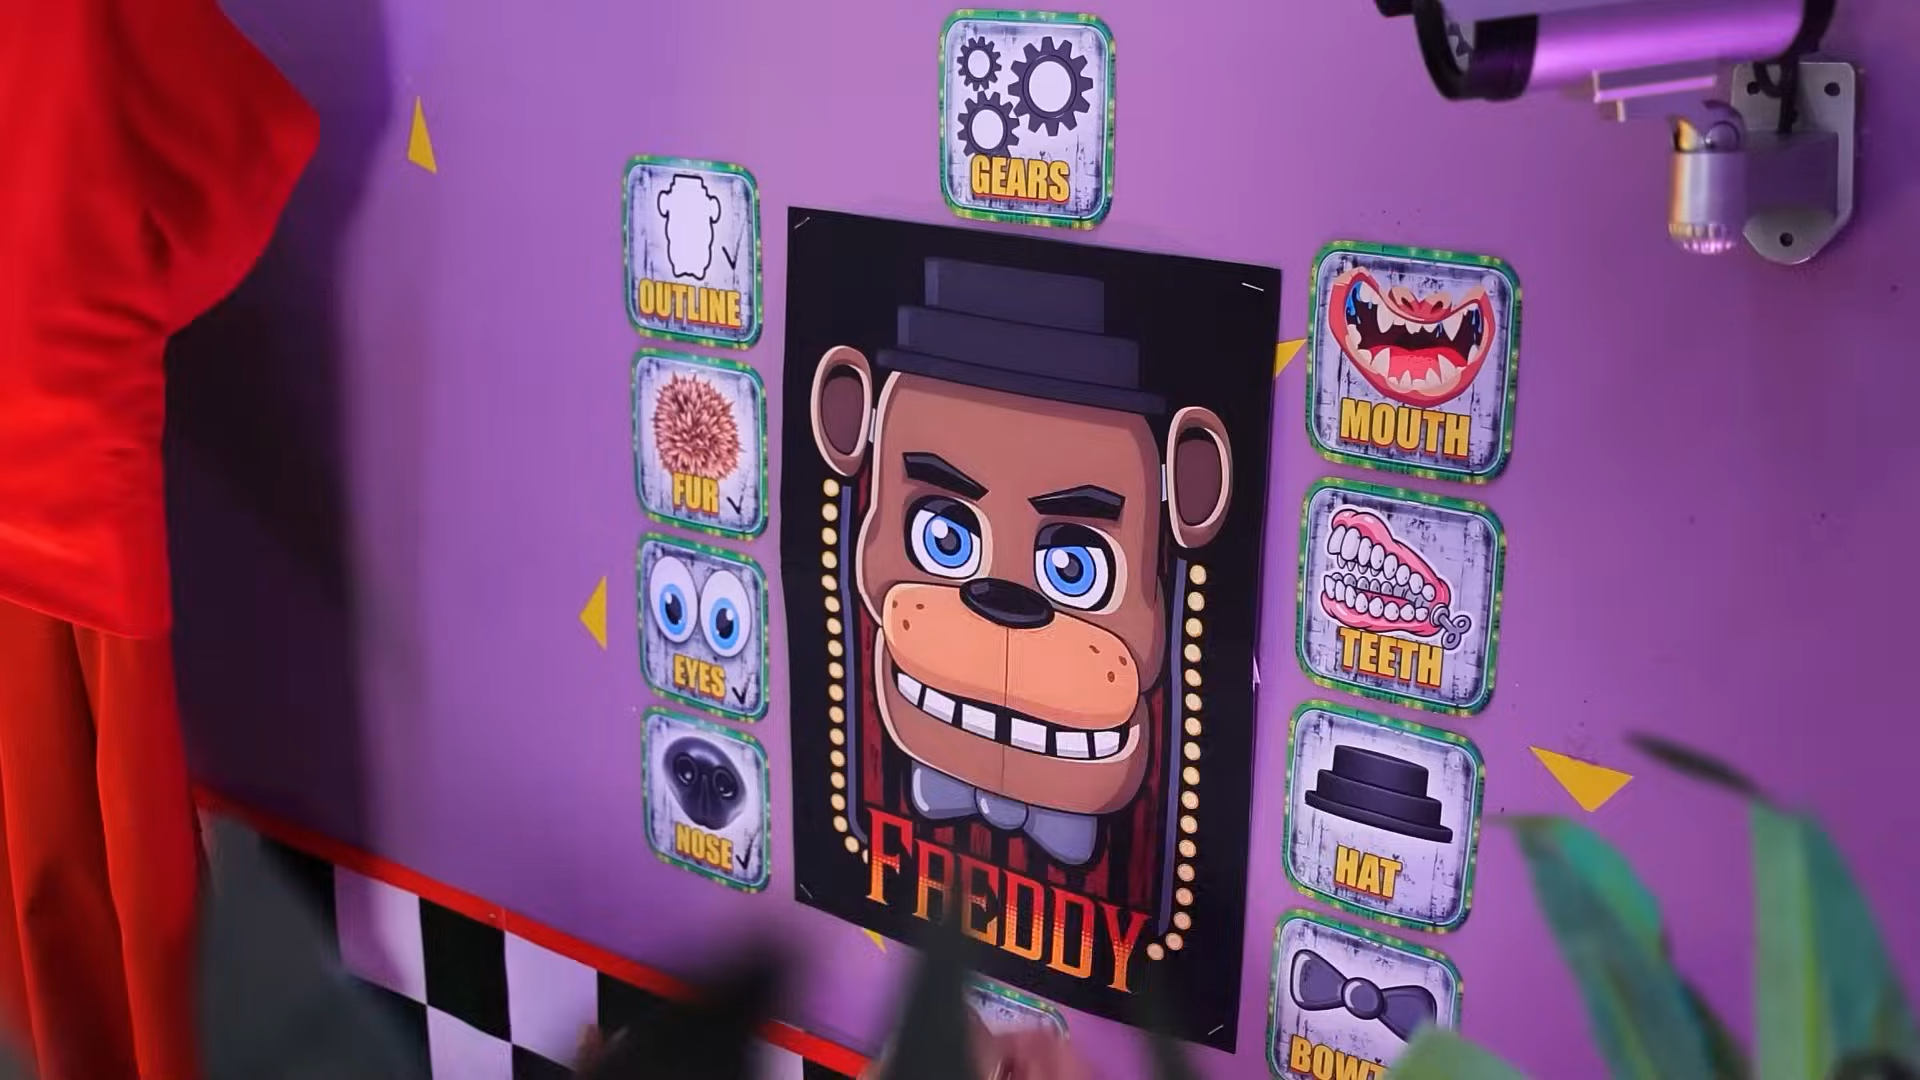 GEARS
OUTLINE
FUR
EYES
NOSE
FREDDY
MOUTH
TEETH
HAT